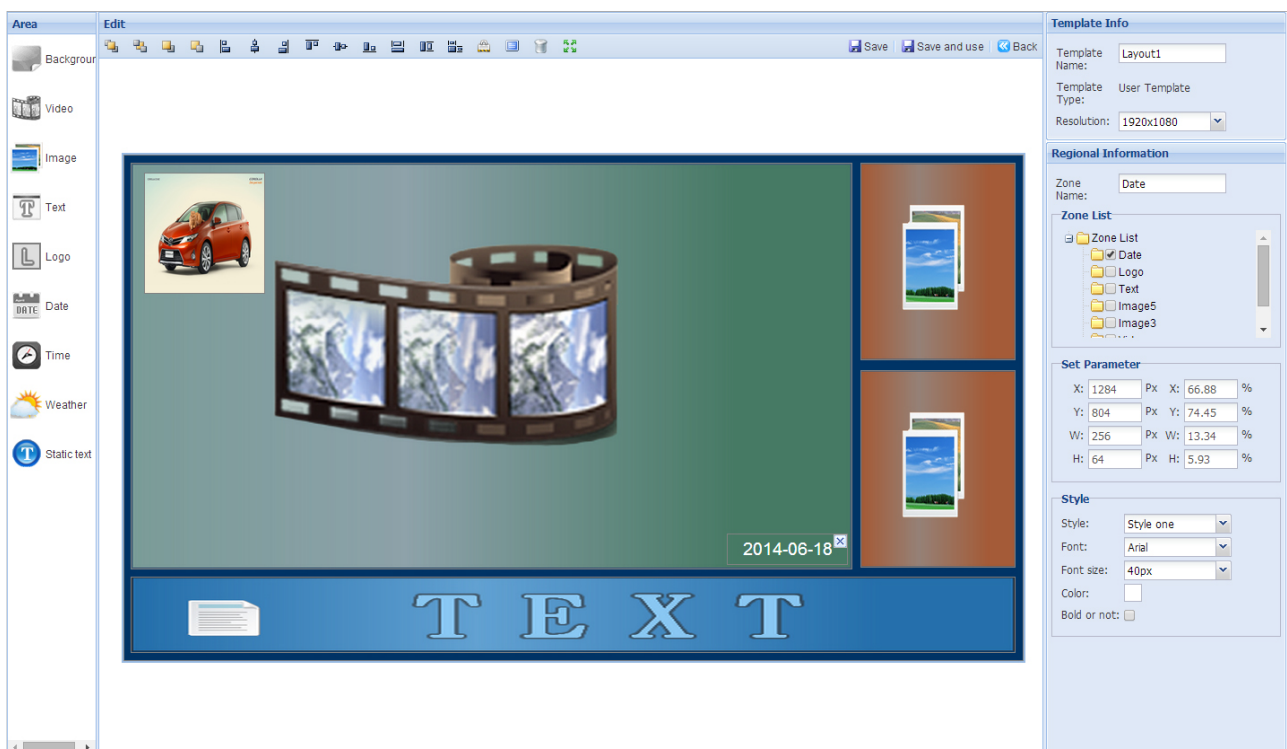 Area
Backgrour
Video
Image
Text
Logo
DATE Date
Time
Weather
Static text
Edit
Save Save and use Back
2014-06-18
TEXT
Template Info
Template Name: Layout1
Template Type: User Template
Resolution: 1920x1080
Regional Information
Zone Name: Date
Zone List
Zone List
Date
Logo
Text
Image5
Image3
Set Parameter
X: 1284 Px X: 66.88 %
Y: 804 Px Y: 74.45 %
W: 256 Px W: 13.34 %
H: 64 Px H: 5.93 %
Style
Style: Style one
Font: Arial
Font size: 40px
Color:
Bold or not: